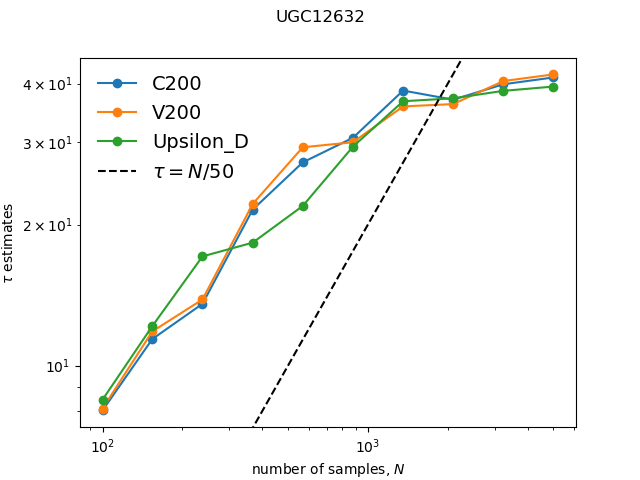 UGC12632
C200
V200
Upsilon_D
τ = N/50
4 × 10¹
3 × 10¹
2 × 10¹
10¹
τ estimates
10² 10³
number of samples, N